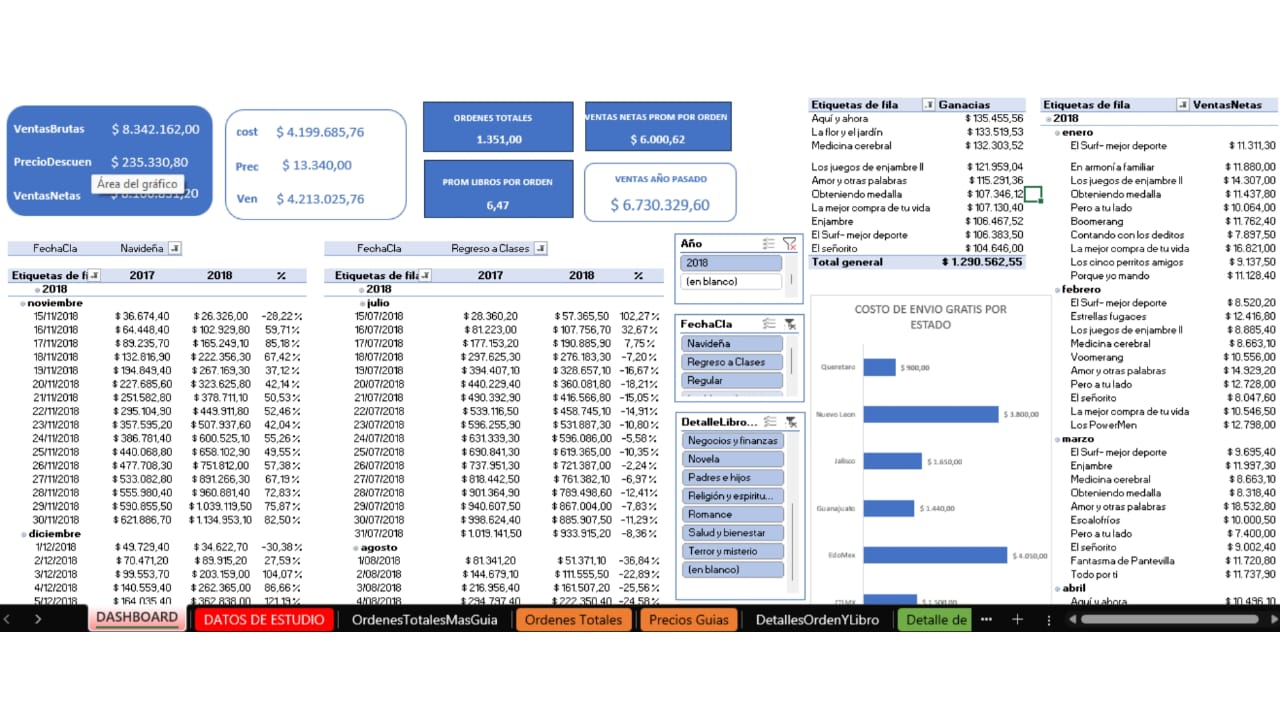 VentasBrutas $ 8.342.162,00
PrecioDescuen $ 235.330,80
Área del gráfico
VentasNetas
cost $ 4.199.685,76
Prec $ 13.340,00
Ven $ 4.213.025,76
ORDENES TOTALES
1.351,00
VENTAS NETAS PROM POR ORDEN
$ 6.000,62
PROM LIBROS POR ORDEN
6,47
VENTAS AÑO PASADO
$ 6.730.329,60
FechaCla Navideña
Etiquetas de fi 2017 2018 %
2018
noviembre
15/11/2018 $ 36.674,40 $ 26.326,00 -28,22%
16/11/2018 $ 64.448,40 $ 102.929,80 59,71%
17/11/2018 $ 89.235,70 $ 165.249,10 85,18%
18/11/2018 $ 132.816,90 $ 222.356,30 67,42%
19/11/2018 $ 194.849,40 $ 267.169,30 37,12%
20/11/2018 $ 227.685,60 $ 323.625,80 42,14%
21/11/2018 $ 251.582,80 $ 378.711,10 50,53%
22/11/2018 $ 295.104,90 $ 449.911,80 52,46%
23/11/2018 $ 357.595,20 $ 507.937,60 42,04%
24/11/2018 $ 386.781,40 $ 600.525,10 55,26%
25/11/2018 $ 440.068,80 $ 658.102,90 49,55%
26/11/2018 $ 477.708,30 $ 751.812,00 57,38%
27/11/2018 $ 533.082,80 $ 891.266,30 67,19%
28/11/2018 $ 555.980,40 $ 960.881,40 72,83%
29/11/2018 $ 590.855,50 $ 1.039.119,50 75,87%
30/11/2018 $ 621.886,70 $ 1.134.953,10 82,50%
diciembre
1/12/2018 $ 49.729,40 $ 34.622,70 -30,38%
2/12/2018 $ 70.471,20 $ 89.915,20 27,59%
3/12/2018 $ 99.553,70 $ 203.159,00 104,07%
4/12/2018 $ 140.559,40 $ 262.365,00 86,66%
5/12/2018 $ 164.035,40 $ 362.838,00 121,19%
FechaCla Regreso a Clases
Etiquetas de fila 2017 2018 %
2018
julio
15/07/2018 $ 28.360,20 $ 57.365,50 102,27%
16/07/2018 $ 81.223,00 $ 107.756,70 32,67%
17/07/2018 $ 177.153,20 $ 190.885,90 7,75%
18/07/2018 $ 297.625,30 $ 276.183,30 -7,20%
19/07/2018 $ 394.407,10 $ 328.657,10 -16,67%
20/07/2018 $ 440.229,40 $ 360.081,80 -18,21%
21/07/2018 $ 490.392,90 $ 416.566,80 -15,05%
22/07/2018 $ 539.116,50 $ 458.745,10 -14,91%
23/07/2018 $ 596.255,90 $ 531.887,30 -10,80%
24/07/2018 $ 631.333,30 $ 596.086,00 -5,58%
25/07/2018 $ 690.841,30 $ 619.365,00 -10,35%
26/07/2018 $ 737.951,30 $ 721.387,00 -2,24%
27/07/2018 $ 818.442,50 $ 761.382,10 -6,97%
28/07/2018 $ 901.364,90 $ 789.498,60 -12,41%
29/07/2018 $ 940.607,50 $ 867.004,00 -7,83%
30/07/2018 $ 998.624,40 $ 885.907,50 -11,29%
31/07/2018 $ 1.019.141,50 $ 933.915,20 -8,36%
agosto
1/08/2018 $ 81.341,20 $ 51.371,10 -36,84%
2/08/2018 $ 144.679,10 $ 111.555,50 -22,89%
3/08/2018 $ 216.956,40 $ 161.507,20 -25,56%
4/08/2018 $ 294.797,40 $ 222.350,40 -24,58%
Año
2018
(en blanco)
FechaCla
Navideña
Regreso a Clases
Regular
DetalleLibro...
Negocios y finanzas
Novela
Padres e hijos
Religión y espiritu...
Romance
Salud y bienestar
Terror y misterio
(en blanco)
Etiquetas de fila Ganacias
Aquí y ahora $ 135.455,56
La flor y el jardín $ 133.519,53
Medicina cerebral $ 132.303,52
Los juegos de enjambre II $ 121.959,04
Amor y otras palabras $ 115.291,36
Obteniendo medalla $ 107.346,12
La mejor compra de tu vida $ 107.130,40
Enjambre $ 106.467,52
El Surf- mejor deporte $ 106.383,50
El señorito $ 104.646,00
Total general $ 1.290.562,55
COSTO DE ENVIO GRATIS POR
ESTADO
Queretaro $ 900,00
Nuevo Leon $ 3.800,00
Jalisco $ 1.650,00
Guanajuato $ 1.440,00
EdoMex $ 4.050,00
CDMX $ 1.500,00
Etiquetas de fila VentasNetas
2018
enero
El Surf- mejor deporte $ 11.311,30
En armonía familiar $ 11.880,00
Los juegos de enjambre II $ 14.307,00
Obteniendo medalla $ 11.437,80
Pero a tu lado $ 10.064,00
Boomerang $ 11.762,40
Contando con los deditos $ 7.897,50
La mejor compra de tu vida $ 16.821,00
Los cinco perritos amigos $ 9.137,50
Porque yo mando $ 11.128,40
febrero
El Surf- mejor deporte $ 8.520,20
Estrellas fugaces $ 12.416,80
Los juegos de enjambre II $ 8.885,40
Medicina cerebral $ 8.663,10
Voomerang $ 10.556,00
Amor y otras palabras $ 14.929,20
Pero a tu lado $ 12.728,00
El señorito $ 8.047,60
La mejor compra de tu vida $ 10.546,50
Los PowerMen $ 12.798,00
marzo
El Surf- mejor deporte $ 9.695,40
Enjambre $ 11.997,30
Medicina cerebral $ 8.663,10
Obteniendo medalla $ 8.318,40
Amor y otras palabras $ 18.532,80
Escalofríos $ 10.000,50
Pero a tu lado $ 7.400,00
El señorito $ 9.002,40
Fantasma de Pantevilla $ 11.720,80
Todo por ti $ 11.737,90
abril
Aquí y ahora $ 10.496,10
DASHBOARD DATOS DE ESTUDIO OrdenesTotalesMasGuia Ordenes Totales Precios Guias DetallesOrdenYLibro Detalle de